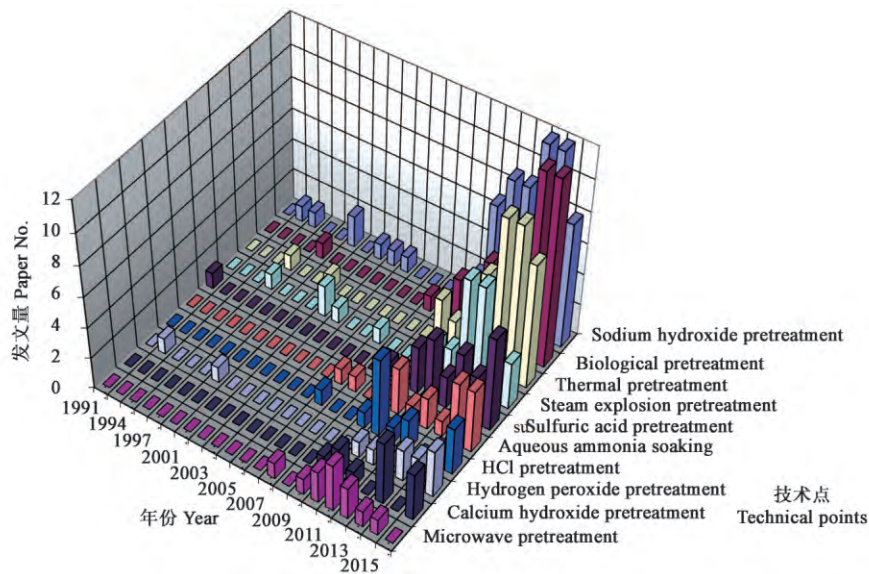 12
10
8
6
4
2
0
发文量 Paper No.
1991
1994
1997
2001
2003
2005
2007
2009
2011
2013
2015
年份 Year
Sodium hydroxide pretreatment
Biological pretreatment
Thermal pretreatment
Steam explosion pretreatment
suSulfuric acid pretreatment
Aqueous ammonia soaking
HCl pretreatment
Hydrogen peroxide pretreatment
Calcium hydroxide pretreatment
Microwave pretreatment
技术点
Technical points